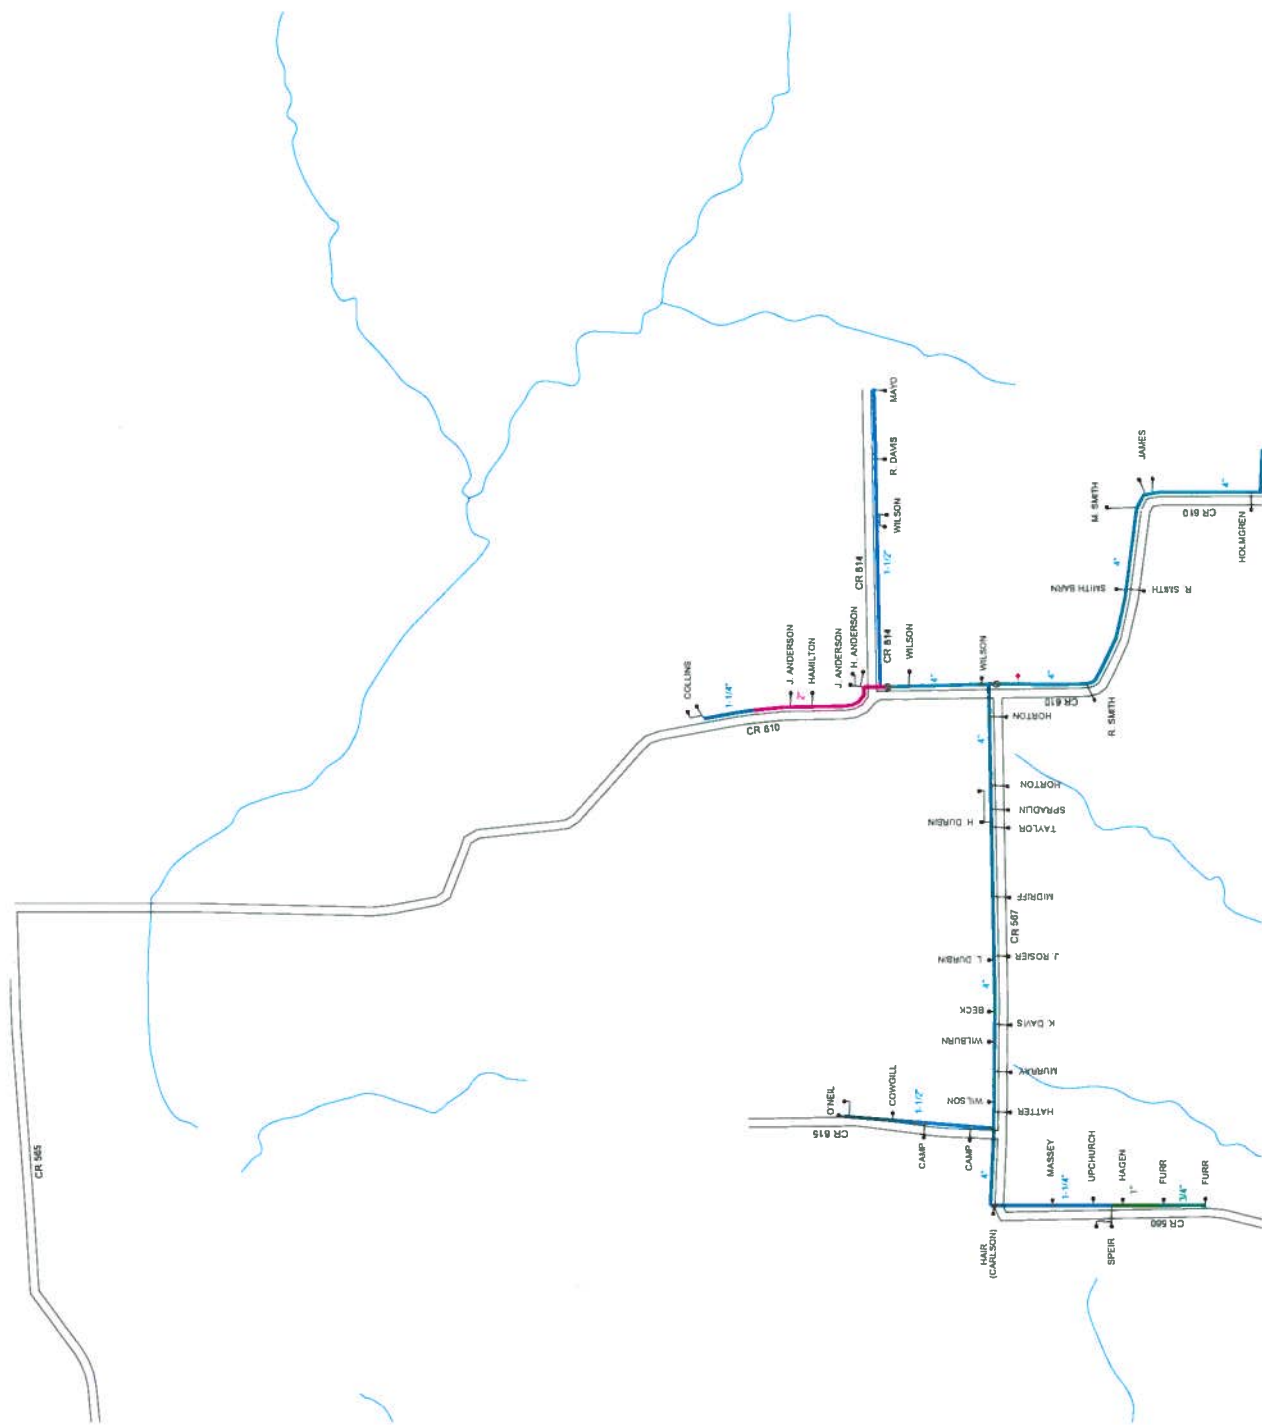 MAYO
R. DAVIS
JAMES
WILSON
M. SMITH
4"
CR 610
HOLMGREN
1-1/2"
CR 614
4"
SMITH BARN
R. SMITH
CR 614
H. ANDERSON
J. ANDERSON
J. ANDERSON
HAMILTON
2"
COLLINS
1-1/4"
CR 610
WILSON
4"
WILSON
4"
CR 610
R. SMITH
HORTON
4"
HORTON
SPRADLIN
H. DURBIN
TAYLOR
MIDRIFF
CR 567
L. DURBIN
J. ROSIER
4"
BECK
K. DAVIS
WILBURN
MURRAY
WILSON
HATTER
O'NEIL
COWGILL
1-1/2"
CR 615
CAMP
CAMP
4"
MASSEY
1-1/4"
UPCHURCH
HAGEN
1"
FURR
3/4"
FURR
CR 560
HAIR
(CARLSON)
SPEIR
CR 565